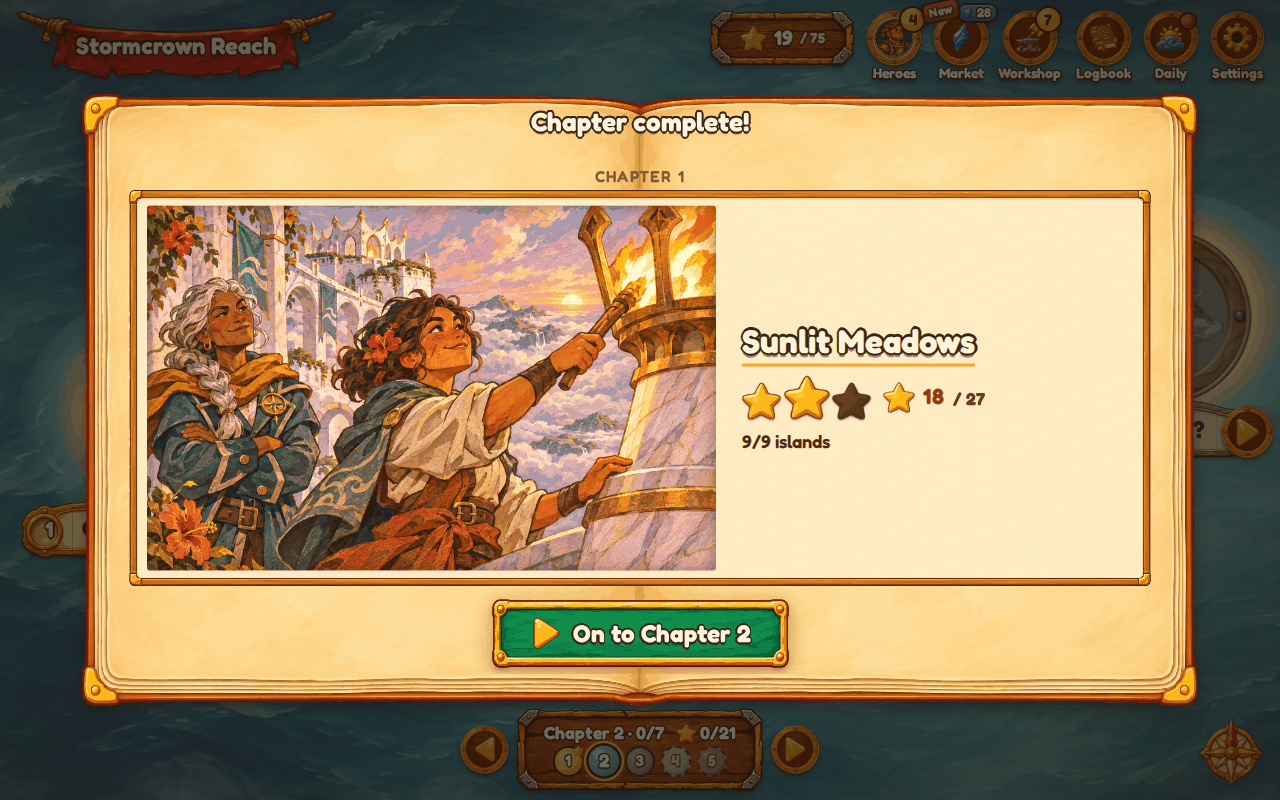 Stormcrown Reach
19 / 75
4
New
28
7
Heroes
Market
Workshop
Logbook
Daily
Settings
Chapter complete!
CHAPTER 1
Sunlit Meadows
18 / 27
9/9 islands
1
?
On to Chapter 2
Chapter 2 · 0/7
0/21
1
2
3
4
5